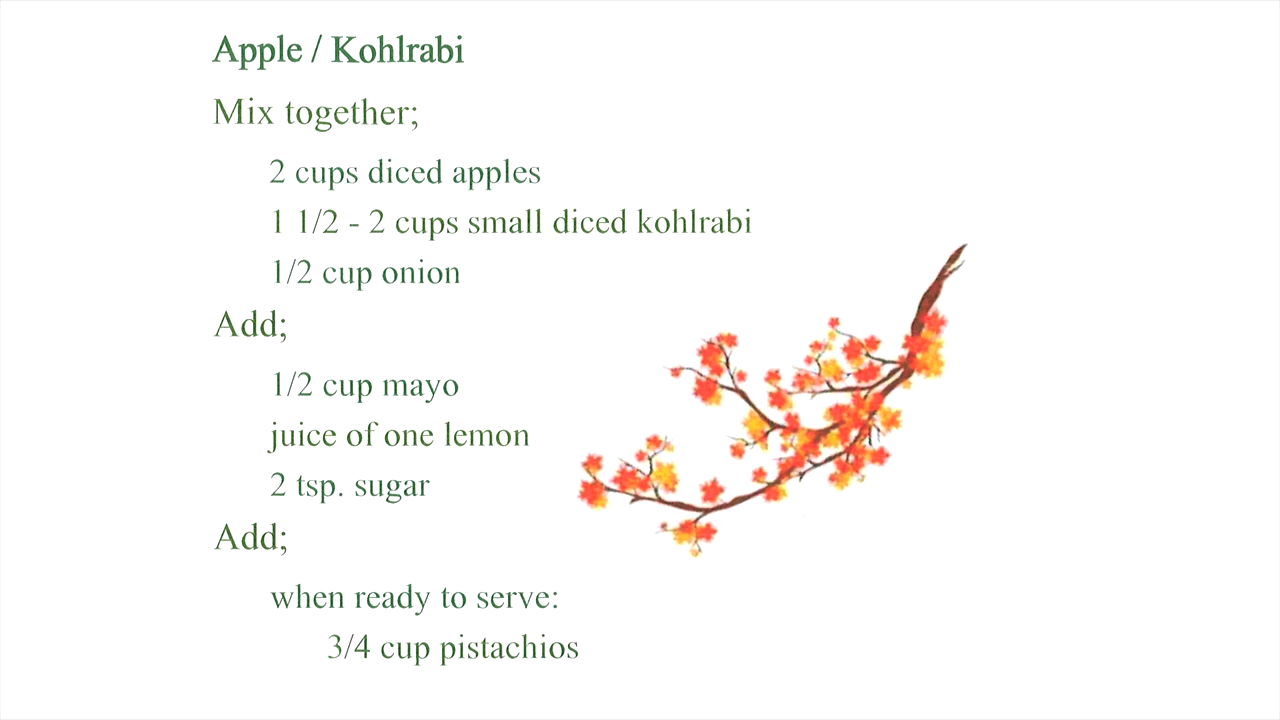 Apple / Kohlrabi
Mix together;
2 cups diced apples
1 1/2 - 2 cups small diced kohlrabi
1/2 cup onion
Add;
1/2 cup mayo
juice of one lemon
2 tsp. sugar
Add;
when ready to serve:
3/4 cup pistachios